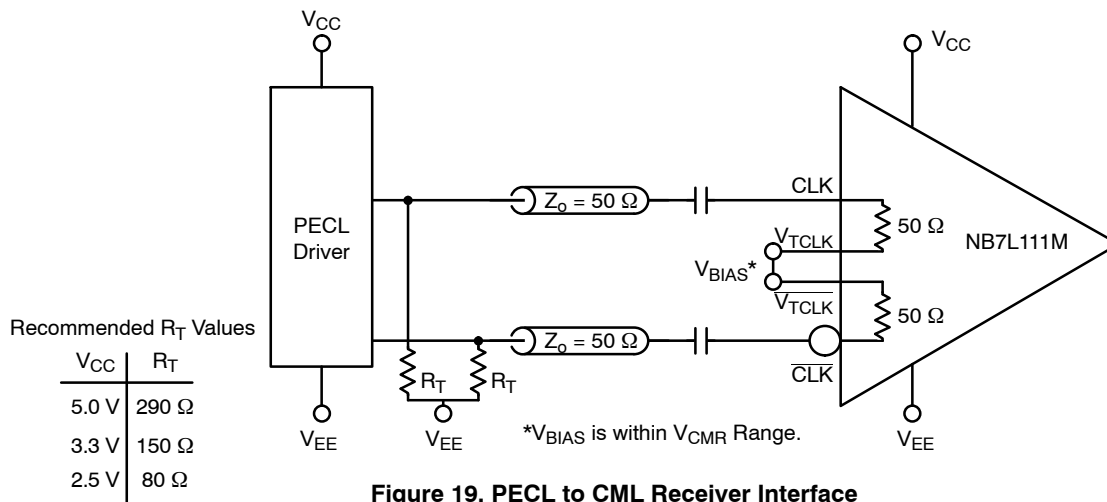 VCC
VCC
PECL
Driver
Zo = 50 Ω
CLK
50 Ω
NB7L111M
VTCLK
VBIAS*
VTCLK
50 Ω
Zo = 50 Ω
CLK
RT
RT
VEE
VEE
VEE
*VBIAS is within VCMR Range.
Recommended RT Values
VCC RT
5.0 V 290 Ω
3.3 V 150 Ω
2.5 V 80 Ω
Figure 19. PECL to CML Receiver Interface